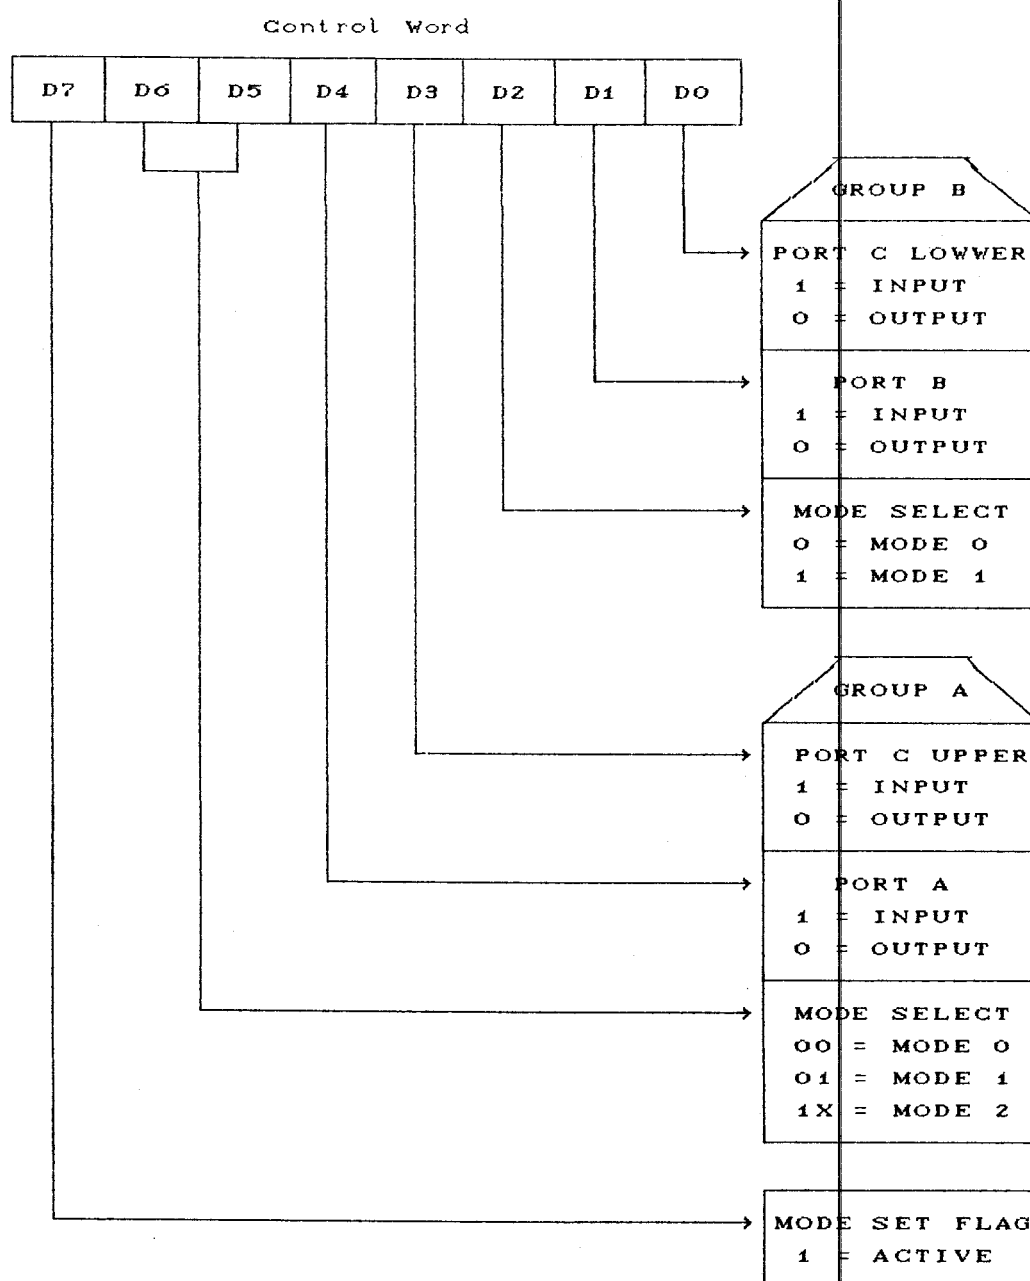 Control Word
D7 D6 D5 D4 D3 D2 D1 D0
GROUP B
PORT C LOWWER
1 = INPUT
0 = OUTPUT
PORT B
1 = INPUT
0 = OUTPUT
MODE SELECT
0 = MODE 0
1 = MODE 1
GROUP A
PORT C UPPER
1 = INPUT
0 = OUTPUT
PORT A
1 = INPUT
0 = OUTPUT
MODE SELECT
00 = MODE 0
01 = MODE 1
1X = MODE 2
MODE SET FLAG
1 = ACTIVE